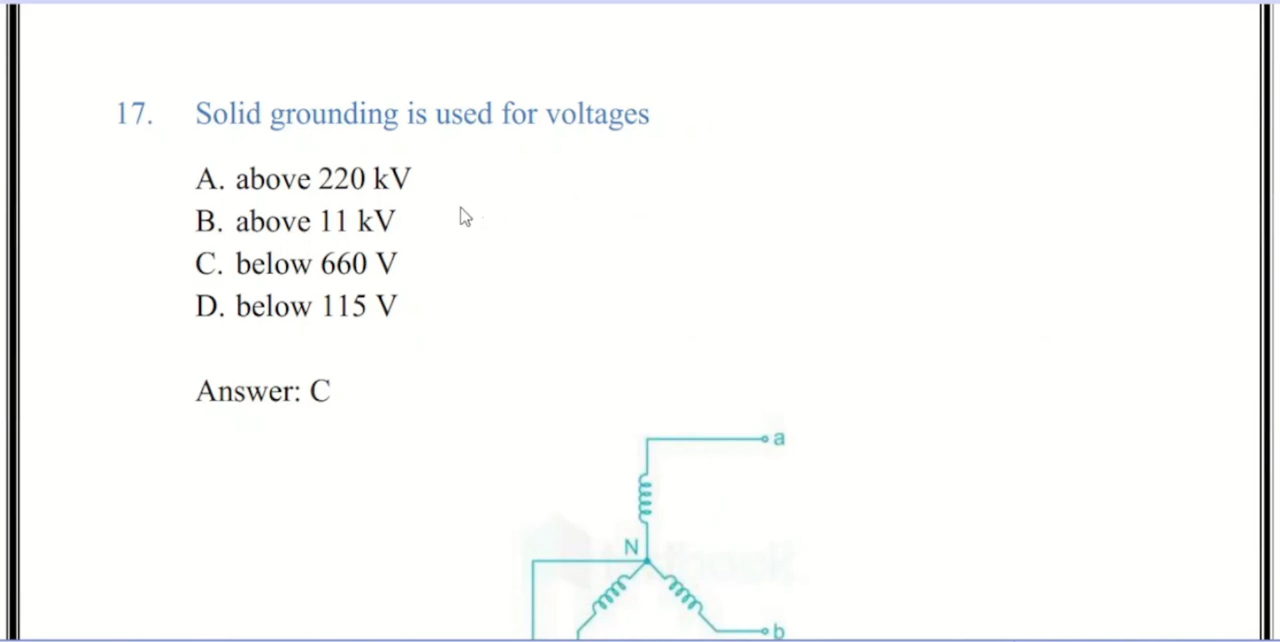 17. Solid grounding is used for voltages
A. above 220 kV
B. above 11 kV
C. below 660 V
D. below 115 V
Answer: C
a
N
b